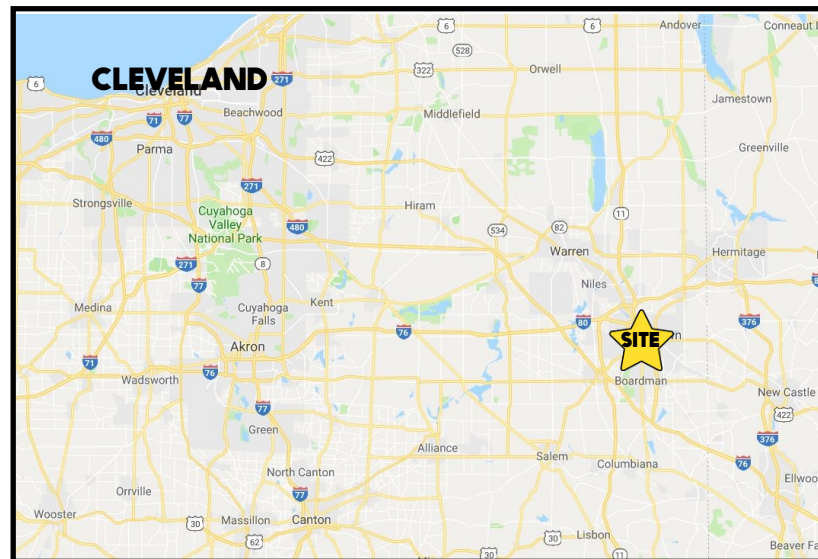 6
6
Andover
Conneaut L
528
322
Orwell
CLEVELAND
Cleveland
271
6
Beachwood
Middlefield
Jamestown
71
77
480
Parma
422
Greenville
271
Strongsville
Cuyahoga
Valley
National Park
480
Hiram
11
534
82
Warren
Hermitage
271
8
77
Niles
Medina
Cuyahoga
Falls
Kent
80
376
76
SITE
n
Akron
71
76
Wadsworth
Boardman
New Castle
77
422
Green
376
Alliance
Salem
Columbiana
76
North Canton
Ellwoo
77
Orrville
Wooster
30
Massillon
Canton
62
30
Lisbon
30
11
Beaver Fa